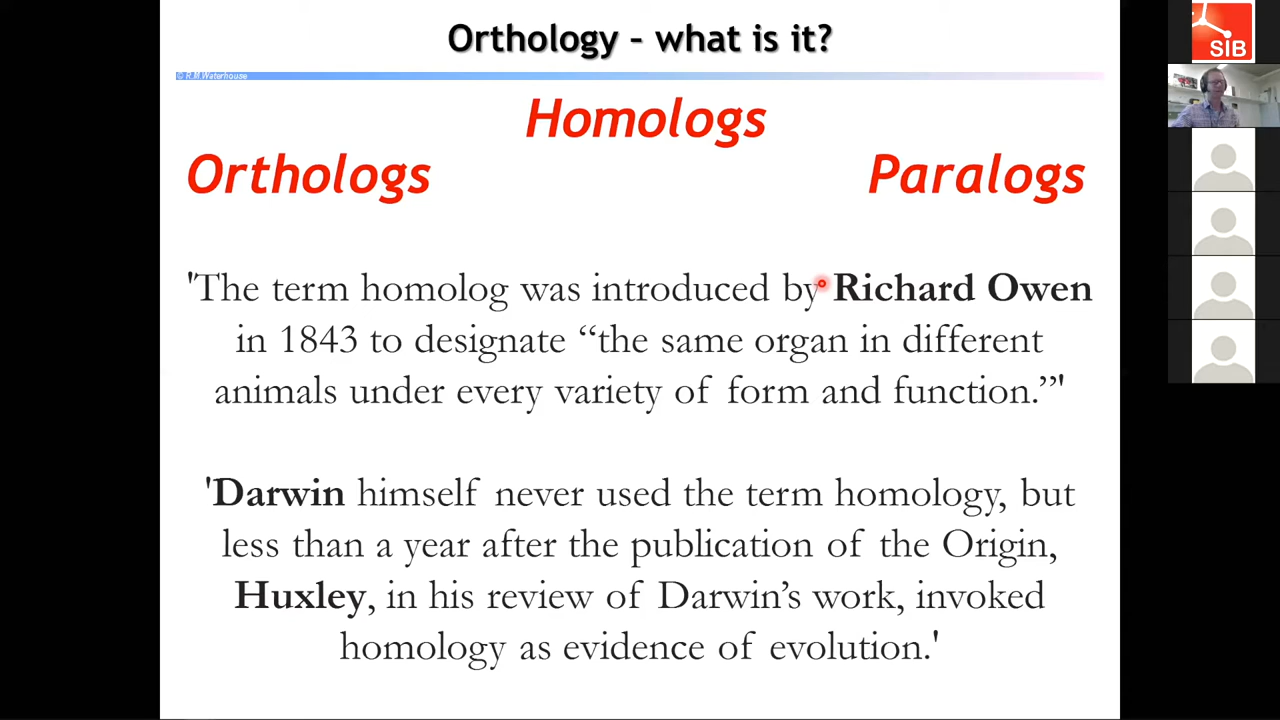 Orthology – what is it?
© R.M.Waterhouse
Homologs
Orthologs
Paralogs
'The term homolog was introduced by Richard Owen
in 1843 to designate “the same organ in different
animals under every variety of form and function.”'
'Darwin himself never used the term homology, but
less than a year after the publication of the Origin,
Huxley, in his review of Darwin’s work, invoked
homology as evidence of evolution.'
SIB